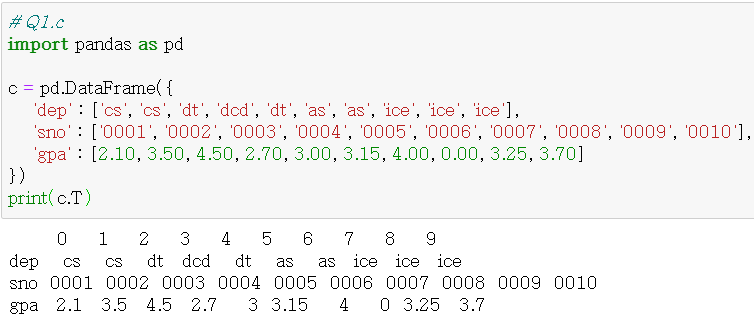 # Q1.c
import pandas as pd
c = pd.DataFrame({
'dep' : ['cs', 'cs', 'dt', 'dcd', 'dt', 'as', 'as', 'ice', 'ice', 'ice'],
'sno' : ['0001', '0002', '0003', '0004', '0005', '0006', '0007', '0008', '0009', '0010'],
'gpa' : [2.10, 3.50, 4.50, 2.70, 3.00, 3.15, 4.00, 0.00, 3.25, 3.70]
})
print(c.T)
0 1 2 3 4 5 6 7 8 9
dep cs cs dt dcd dt as as ice ice ice
sno 0001 0002 0003 0004 0005 0006 0007 0008 0009 0010
gpa 2.1 3.5 4.5 2.7 3 3.15 4 0 3.25 3.7